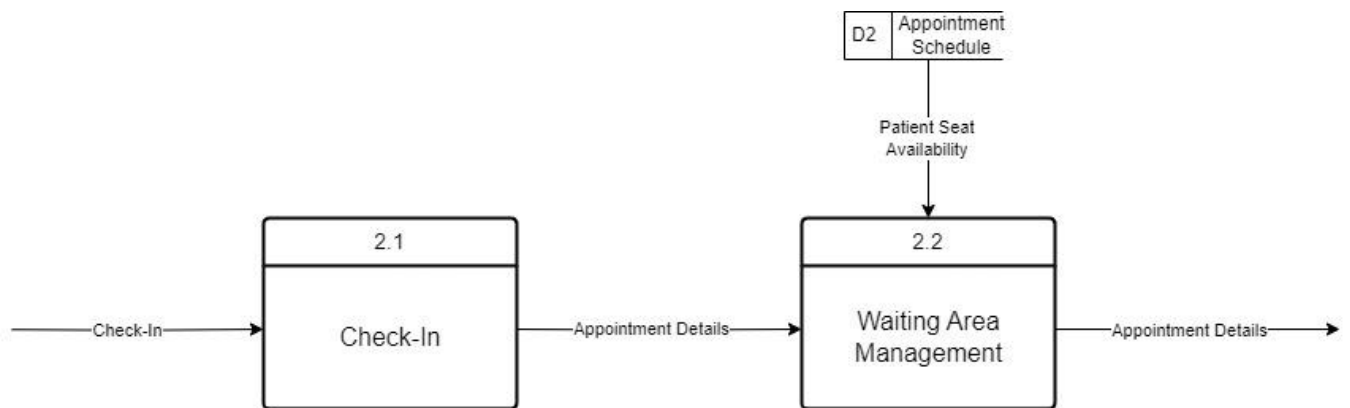 D2
Appointment
Schedule
Patient Seat
Availability
2.1
2.2
Check-In
Check-In
Appointment Details
Waiting Area
Management
Appointment Details